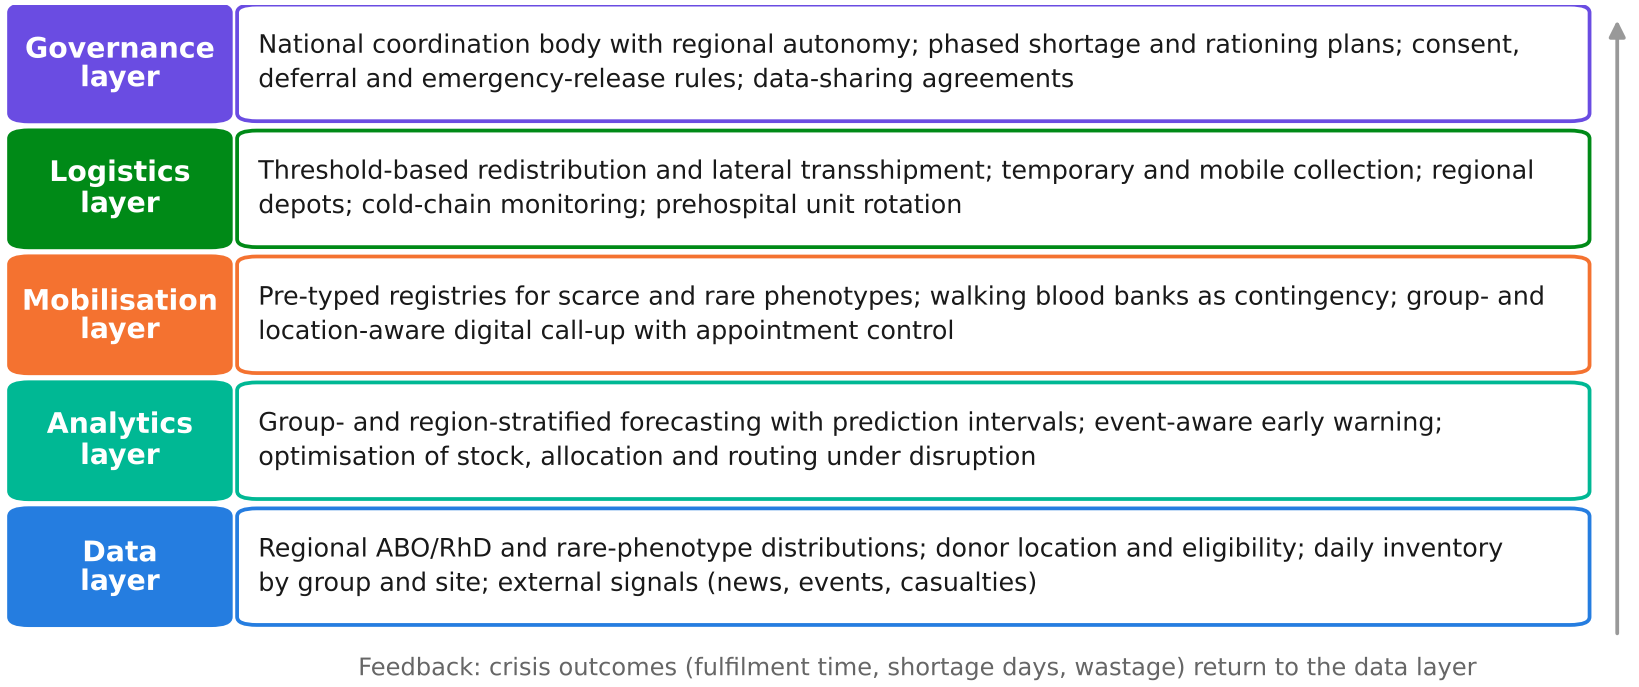 Governance
layer
National coordination body with regional autonomy; phased shortage and rationing plans; consent,
deferral and emergency-release rules; data-sharing agreements
Logistics
layer
Threshold-based redistribution and lateral transshipment; temporary and mobile collection; regional
depots; cold-chain monitoring; prehospital unit rotation
Mobilisation
layer
Pre-typed registries for scarce and rare phenotypes; walking blood banks as contingency; group- and
location-aware digital call-up with appointment control
Analytics
layer
Group- and region-stratified forecasting with prediction intervals; event-aware early warning;
optimisation of stock, allocation and routing under disruption
Data
layer
Regional ABO/RhD and rare-phenotype distributions; donor location and eligibility; daily inventory
by group and site; external signals (news, events, casualties)
Feedback: crisis outcomes (fulfilment time, shortage days, wastage) return to the data layer